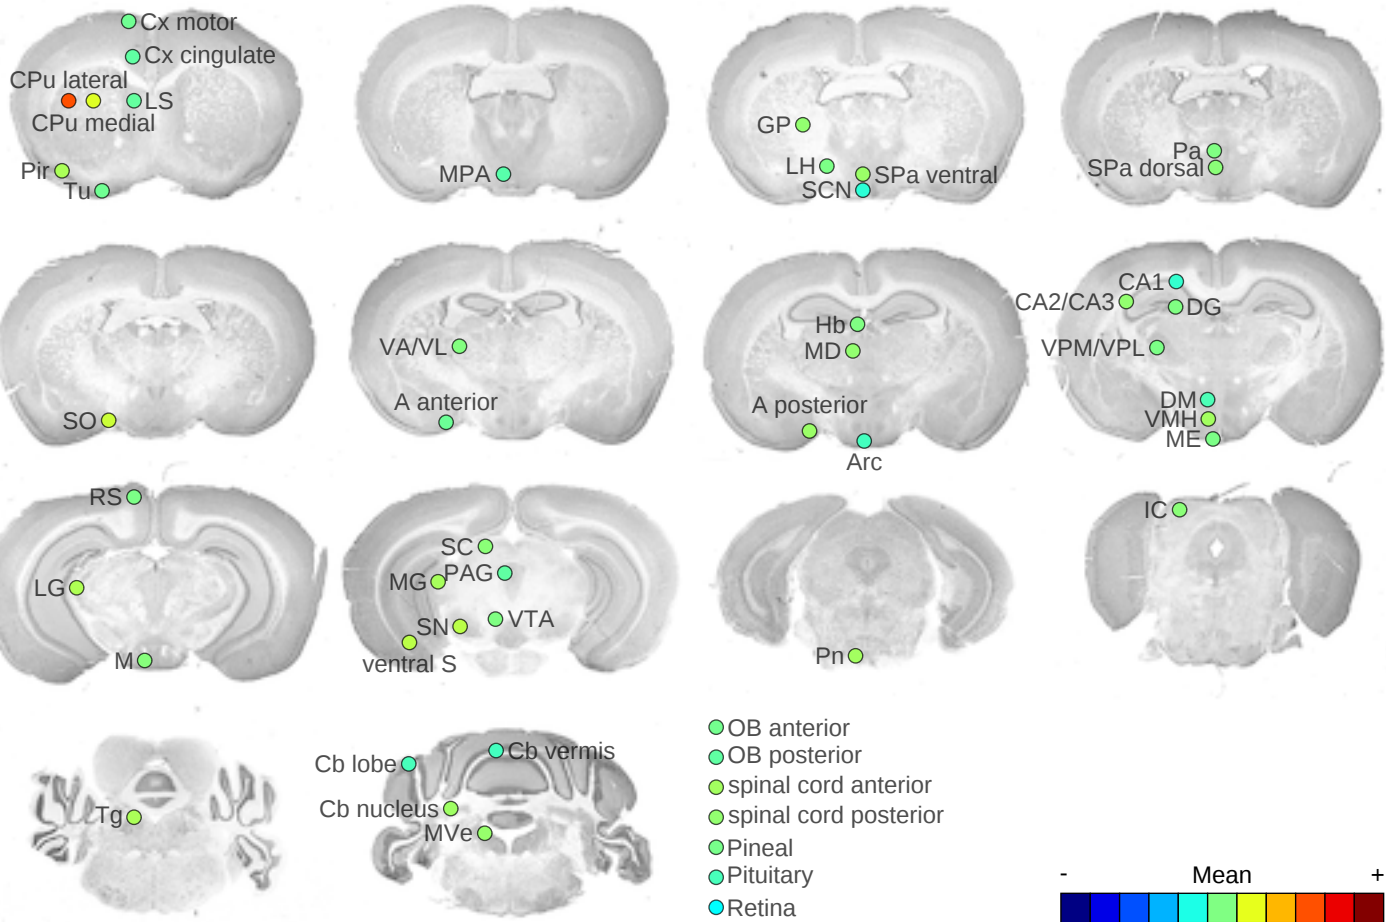 Cx motor
Cx cingulate
CPu lateral
LS
CPu medial
Pir
Tu
MPA
GP
LH
SPa ventral
SCN
Pa
SPa dorsal
SO
VA/VL
A anterior
Hb
MD
A posterior
Arc
CA1
CA2/CA3
DG
VPM/VPL
DM
VMH
ME
RS
LG
M
SC
PAG
MG
VTA
SN
ventral S
Pn
IC
Tg
Cb vermis
Cb lobe
Cb nucleus
MVe
OB anterior
OB posterior
spinal cord anterior
spinal cord posterior
Pineal
Pituitary
Retina
- Mean +